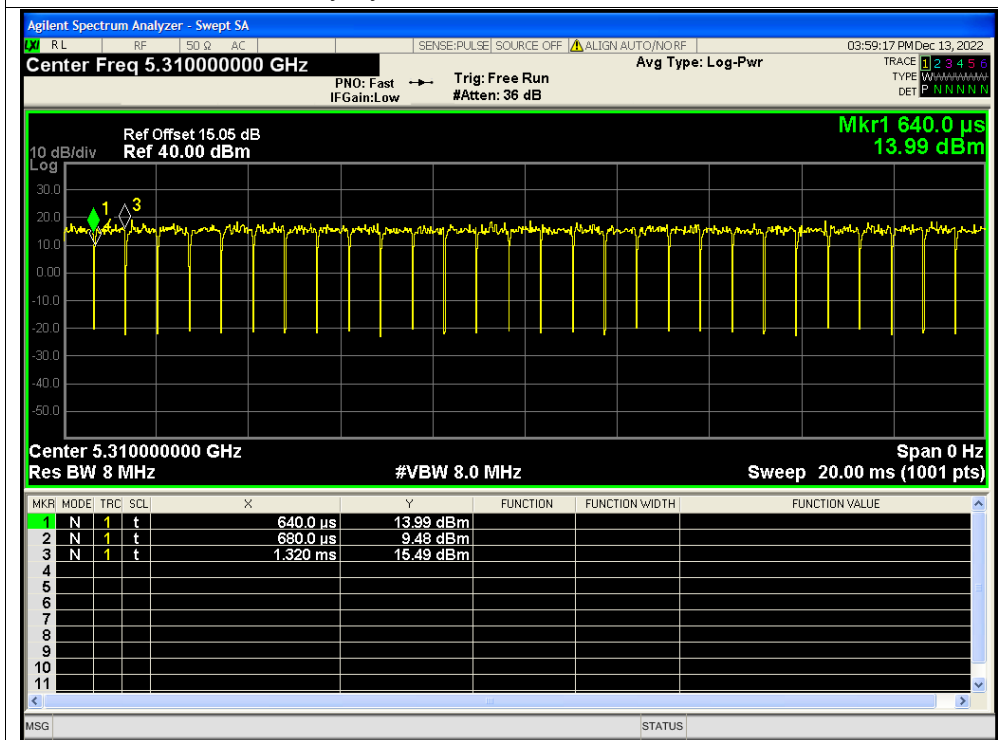 Agilent Spectrum Analyzer - Swept SA
LXI RL RF 50 Ω AC SENSE:PULSE SOURCE OFF ALIGN AUTO/NO RF 03:59:17 PM Dec 13, 2022
Center Freq 5.310000000 GHz Avg Type: Log-Pwr TRACE 1 2 3 4 5 6
PNO: Fast Trig: Free Run TYPE WWWWWW
IFGain:Low #Atten: 36 dB DET P N N N N N
Mkr1 640.0 µs
13.99 dBm
Ref Offset 15.05 dB
10 dB/div Ref 40.00 dBm
Log
30.0
20.0
10.0
0.00
-10.0
-20.0
-30.0
-40.0
-50.0
1
3
Center 5.310000000 GHz Span 0 Hz
Res BW 8 MHz #VBW 8.0 MHz Sweep 20.00 ms (1001 pts)
MKR MODE TRC SCL X Y FUNCTION FUNCTION WIDTH FUNCTION VALUE
1 N 1 t 640.0 µs 13.99 dBm
2 N 1 t 680.0 µs 9.48 dBm
3 N 1 t 1.320 ms 15.49 dBm
4
5
6
7
8
9
10
11
MSG STATUS